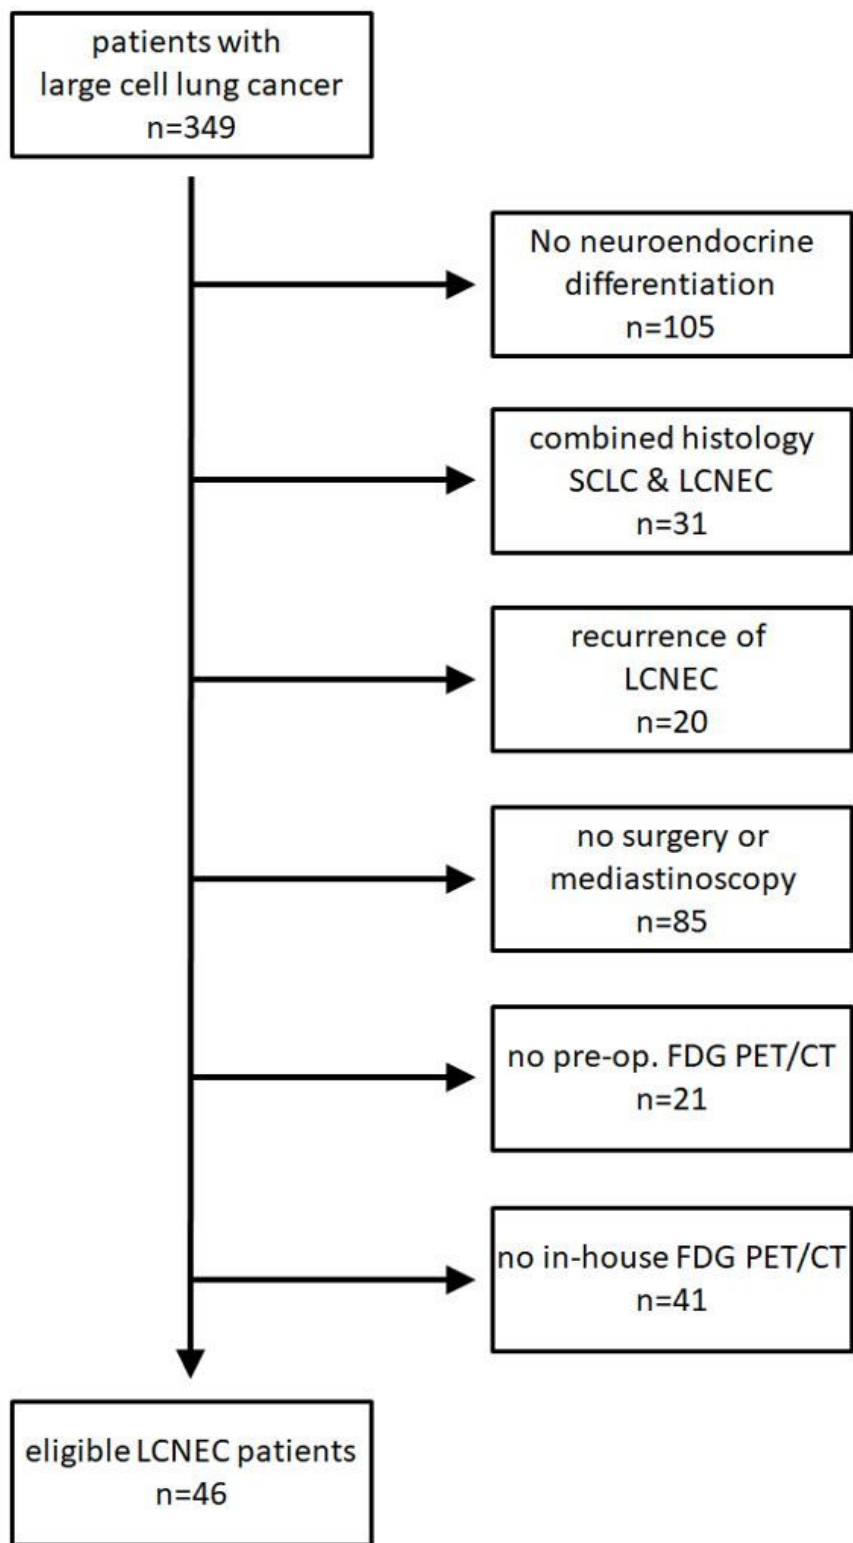 patients with
large cell lung cancer
n=349
No neuroendocrine
differentiation
n=105
combined histology
SCLC & LCNEC
n=31
recurrence of
LCNEC
n=20
no surgery or
mediastinoscopy
n=85
no pre-op. FDG PET/CT
n=21
no in-house FDG PET/CT
n=41
eligible LCNEC patients
n=46